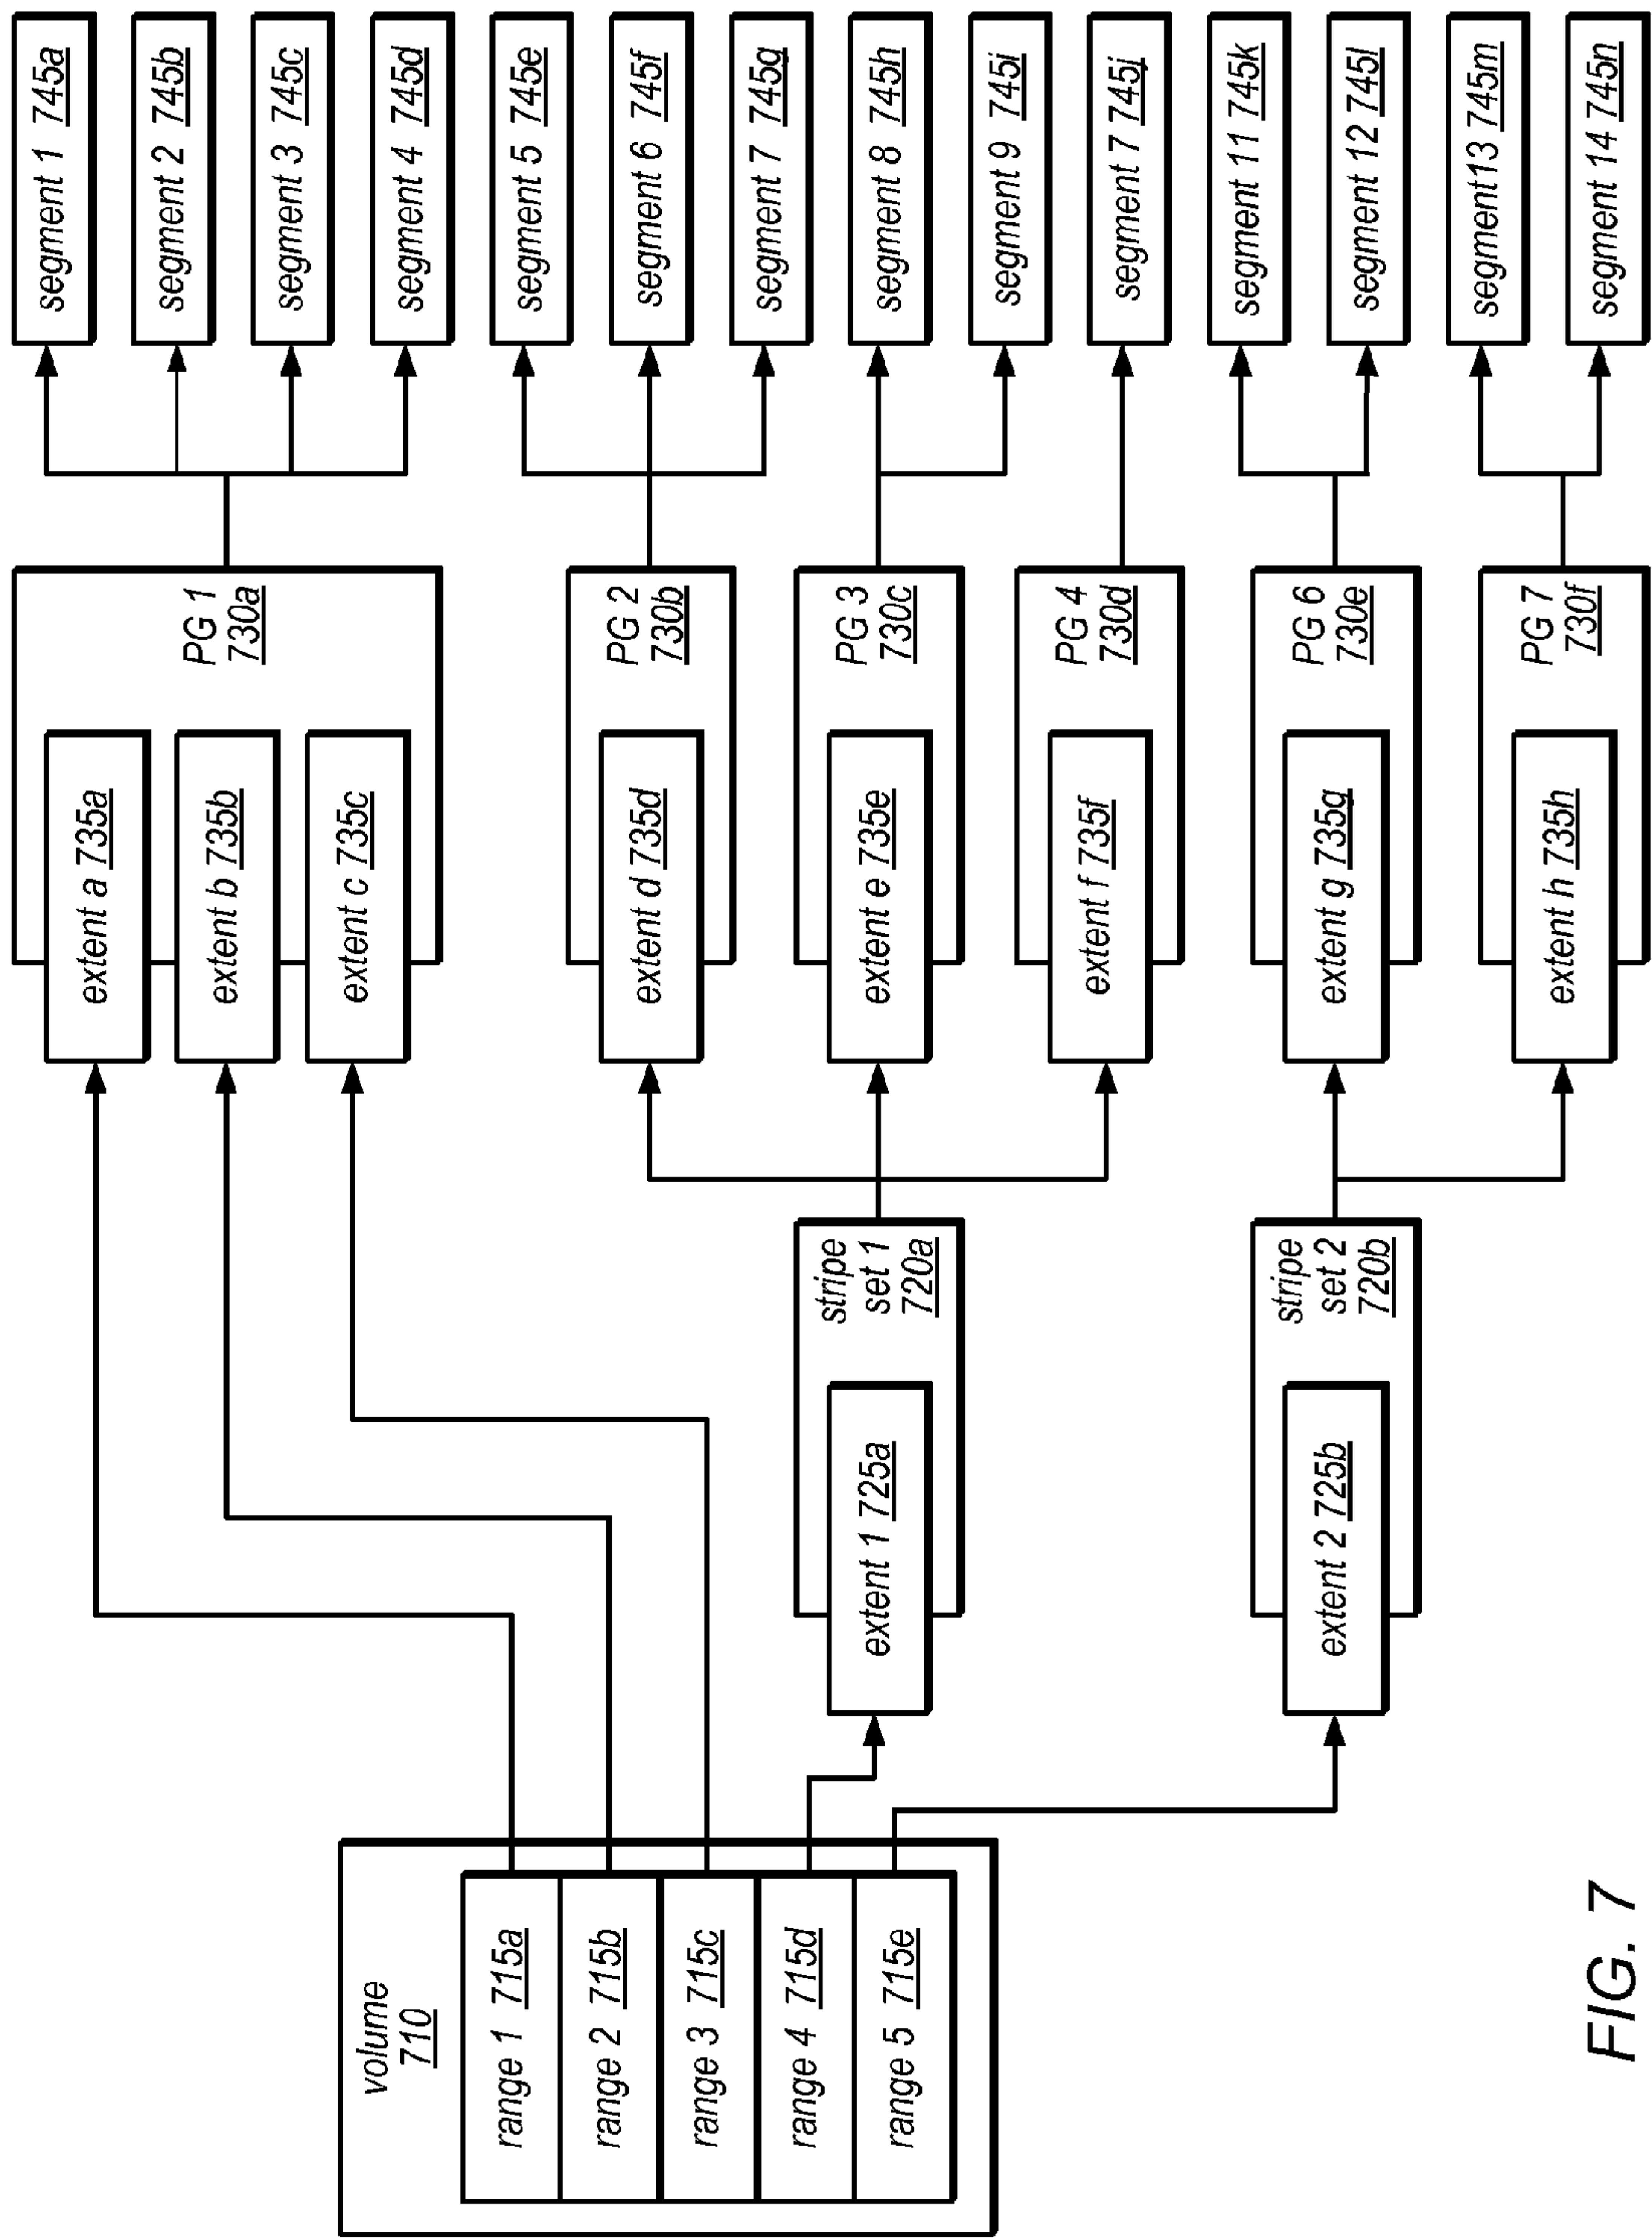 volume
710
range 1 715a
range 2 715b
range 3 715c
range 4 715d
range 5 715e
extent 1 725a
stripe
set 1
720a
extent 2 725b
stripe
set 2
720b
extent a 735a
extent b 735b
extent c 735c
PG 1
730a
extent d 735d
PG 2
730b
extent e 735e
PG 3
730c
extent f 735f
PG 4
730d
extent g 735g
PG 6
730e
extent h 735h
PG 7
730f
segment 1 745a
segment 2 745b
segment 3 745c
segment 4 745d
segment 5 745e
segment 6 745f
segment 7 745g
segment 8 745h
segment 9 745i
segment 7 745j
segment 11 745k
segment 12 745l
segment13 745m
segment 14 745n
FIG. 7